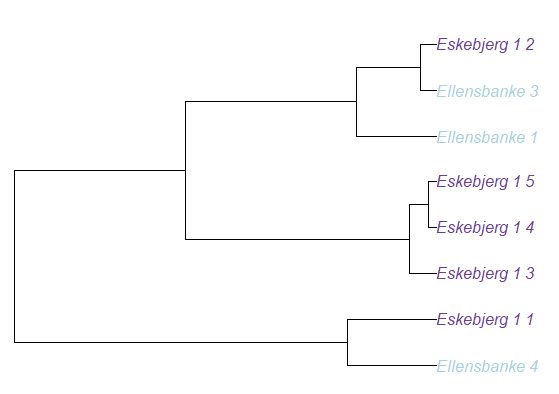 Eskebjerg 1 2
Ellensbanke 3
Ellensbanke 1
Eskebjerg 1 5
Eskebjerg 1 4
Eskebjerg 1 3
Eskebjerg 1 1
Ellensbanke 4